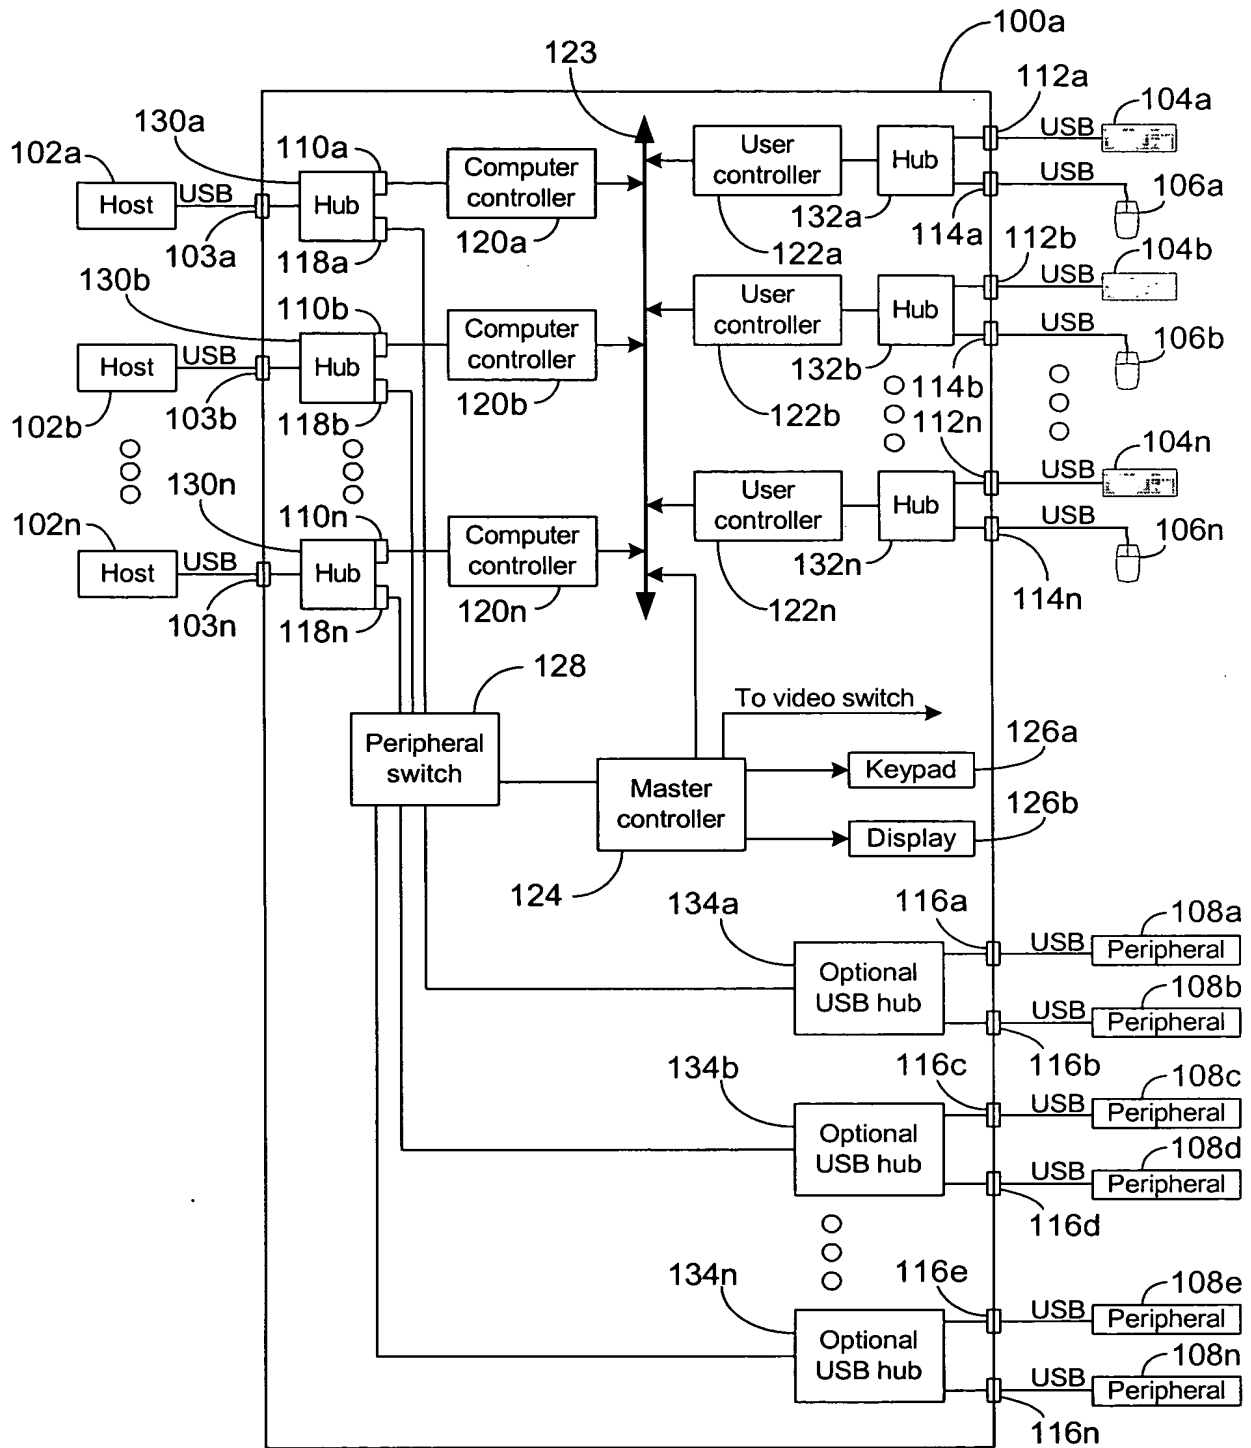 100a
123
112a
104a
130a
110a
USB
102a
USB
Host
Hub
Computer
controller
User
controller
Hub
106a
103a
118a
120a
122a
132a
114a
USB
112b
104b
130b
110b
USB
USB
Host
Hub
Computer
controller
User
controller
Hub
USB
106b
102b
103b
118b
120b
122b
132b
114b
112n
104n
130n
110n
USB
102n
USB
Host
Hub
Computer
controller
User
controller
Hub
USB
106n
103n
118n
120n
122n
132n
114n
128
To video switch
126a
Peripheral
switch
Master
controller
Keypad
126b
Display
124
134a
116a
108a
USB
Peripheral
Optional
USB hub
108b
USB
Peripheral
116b
134b
116c
108c
USB
Peripheral
Optional
USB hub
108d
USB
Peripheral
116d
134n
116e
108e
USB
Peripheral
Optional
USB hub
108n
USB
Peripheral
116n